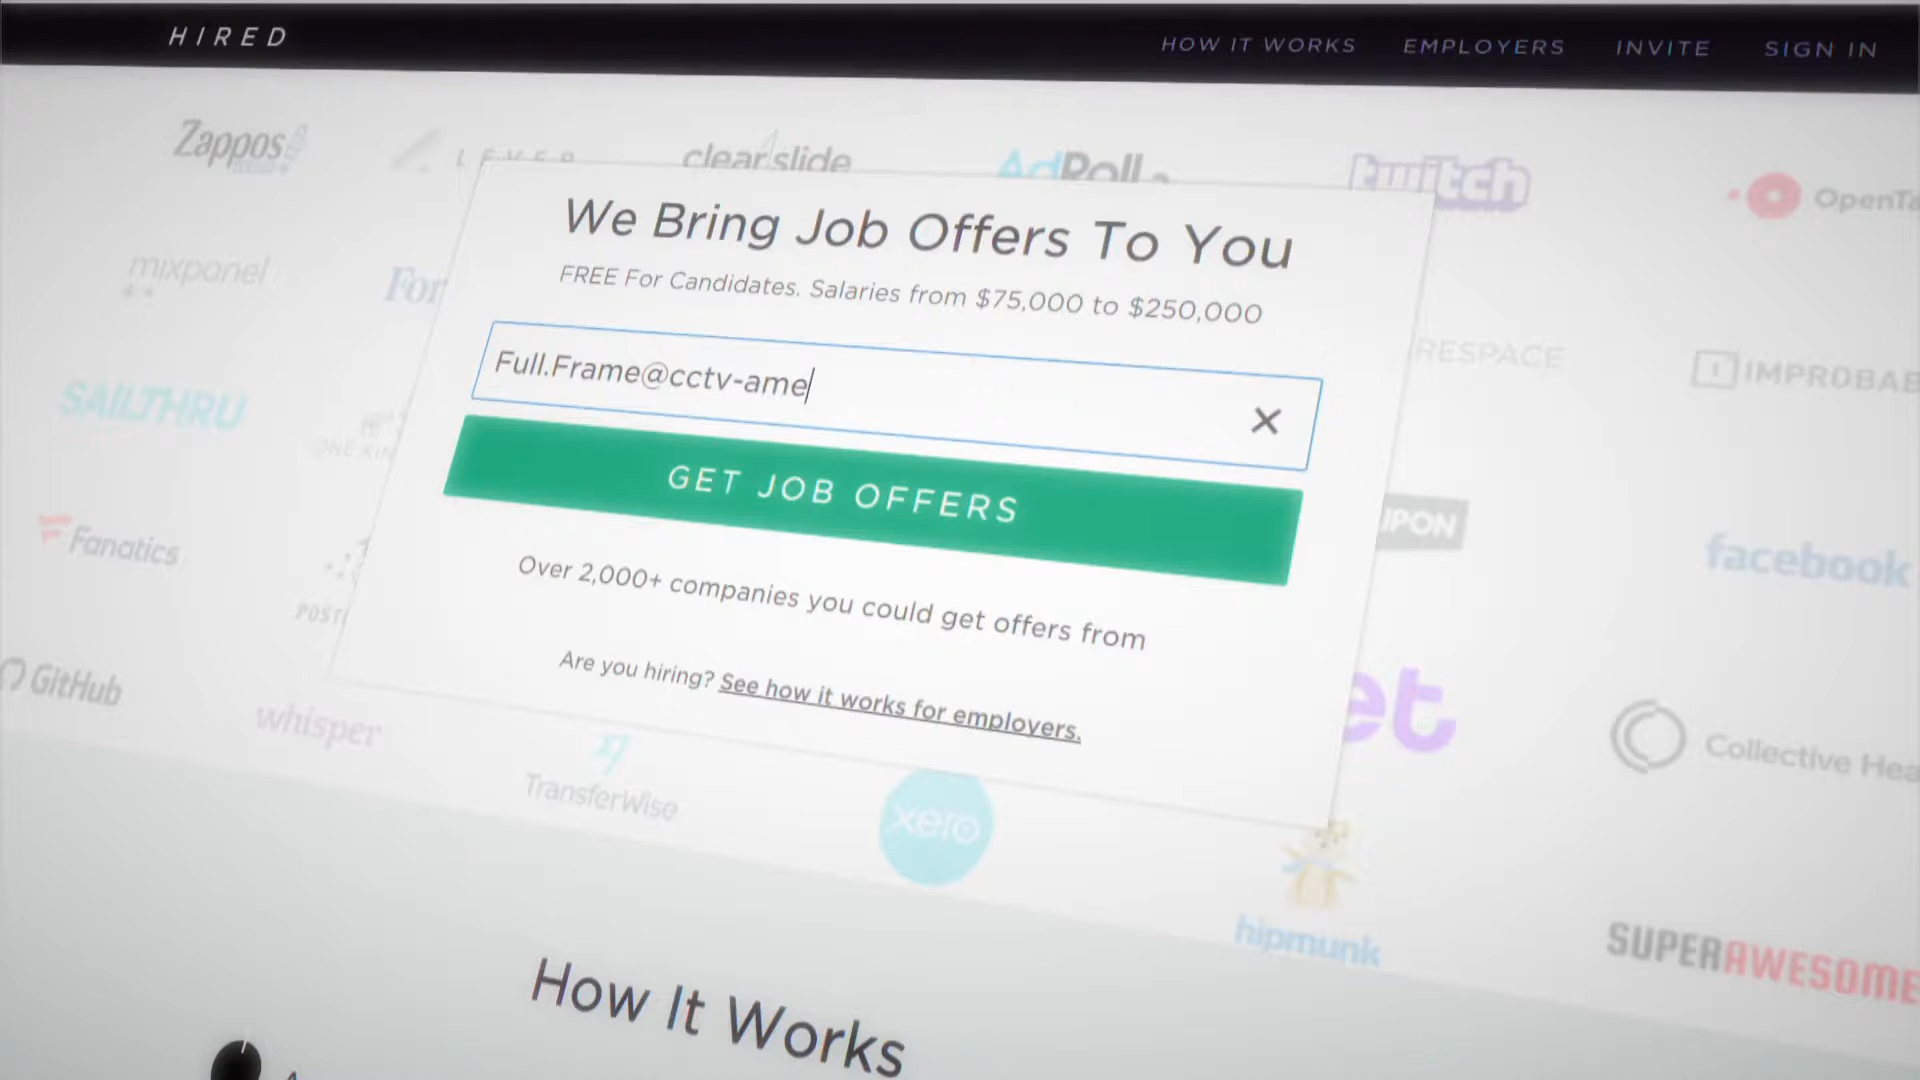 HIRED
HOW IT WORKS
EMPLOYERS
INVITE
SIGN IN
Zappos
LEVER
clearslide
AdRoll
twitch
We Bring Job Offers To You
FREE For Candidates. Salaries from $75,000 to $250,000
mixpanel
Full.Frame@cctv-ame
IMPROBAB
SAILTHRU
GET JOB OFFERS
Fanatics
facebook
Over 2,000+ companies you could get offers from
Are you hiring? See how it works for employers.
GitHub
whisper
TransferWise
xero
Collective Hea
hipmunk
SUPERAWESOME
How It Works